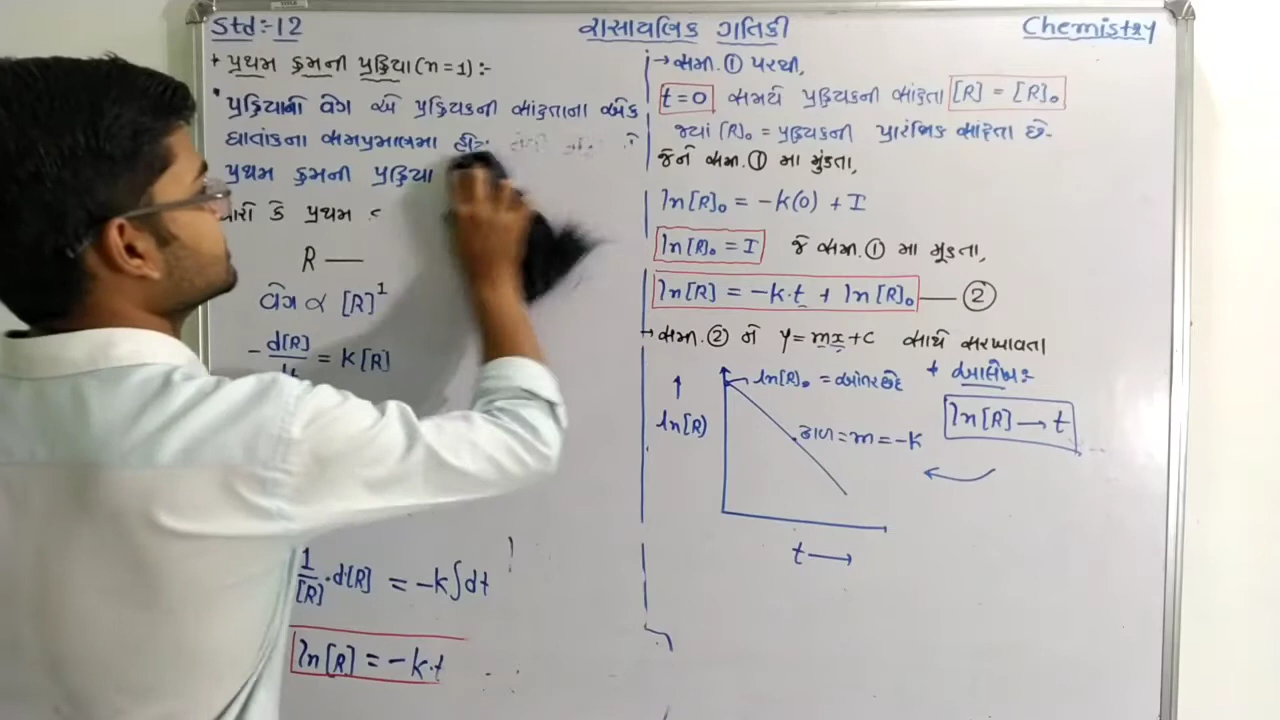 Std:-12
રાસાયણિક ગતિકી
Chemistry
+ પ્રથમ ક્રમની પ્રક્રિયા (n=1) :-
પ્રક્રિયાનો વેગ એ પ્રક્રિયકની સાંદ્રતાના એક
ઘાતાંકના સમપ્રમાણમા
પ્રથમ ક્રમની પ્રક્રિયા
કે પ્રથમ
R —
વેગ ∝ [R]¹
- d[R] = K[R]
1/[R] · d[R] = -k∫dt
ln[R] = -k·t
→ સમી. ① પરથી,
t=0 સમયે પ્રક્રિયકની સાંદ્રતા [R] = [R]₀
જ્યાં [R]₀ = પ્રક્રિયકની પ્રારંભિક સાંદ્રતા છે.
જેને સમી. ① મા મુંકતા,
ln[R]₀ = -k(0) + I
ln[R]₀ = I જે સમી. ① મા મૂકતા,
ln[R] = -k·t + ln[R]₀ — ②
→ સમી. ② ને y = mx + c સાથે સરખાવતા
+ આલેખ:-
ln[R] → t
ln[R]₀ = આંતરછેદ
↑ ln[R]
ઢાળ = m = -k
t →